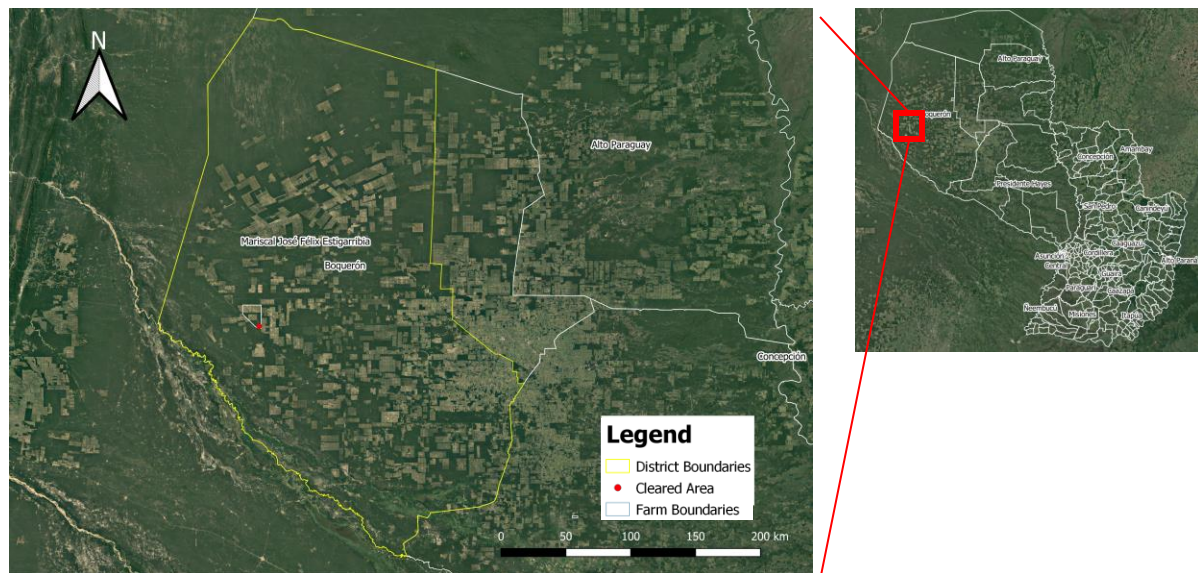 N
Alto Paraguay
Mariscal José Félix Estigarribia
Boquerón
Concepción
Legend
District Boundaries
Cleared Area
Farm Boundaries
0 50 100 150 200 km
Alto Paraguay
oquerón
Concepción
Amambay
Presidente Hayes
San Pedro
Canindeyú
Caaguazú
Asunción
Cordillera
Central
Alto Paraná
Guairá
Paraguarí
Caazapá
Ñeembucú
Misiones
Itapúa